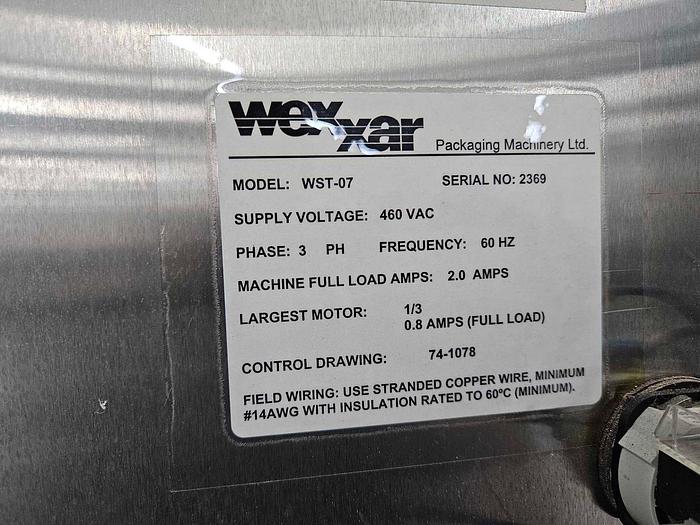 wexxar Packaging Machinery Ltd.
MODEL: WST-07 SERIAL NO: 2369
SUPPLY VOLTAGE: 460 VAC
PHASE: 3 PH FREQUENCY: 60 HZ
MACHINE FULL LOAD AMPS: 2.0 AMPS
LARGEST MOTOR: 1/3
0.8 AMPS (FULL LOAD)
CONTROL DRAWING: 74-1078
FIELD WIRING: USE STRANDED COPPER WIRE, MINIMUM
#14AWG WITH INSULATION RATED TO 60ºC (MINIMUM).